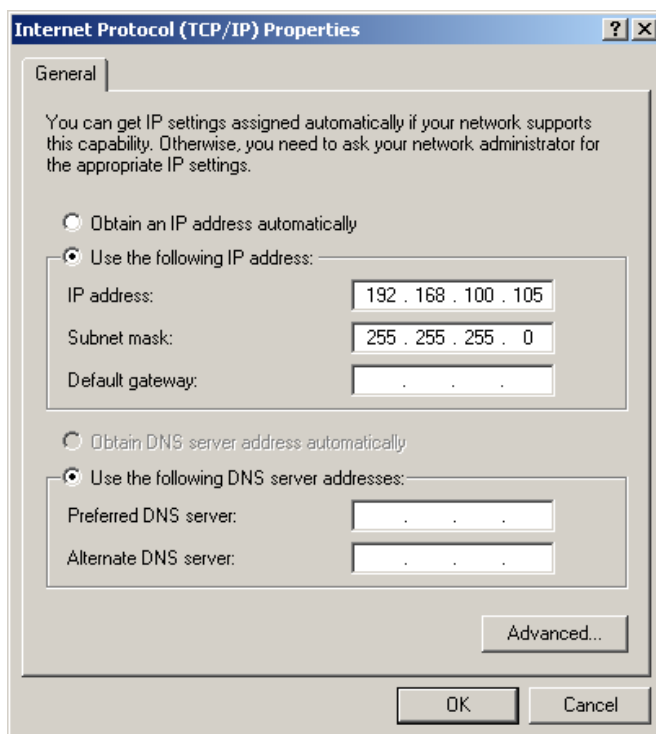 Internet Protocol (TCP/IP) Properties
General
You can get IP settings assigned automatically if your network supports
this capability. Otherwise, you need to ask your network administrator for
the appropriate IP settings.
Obtain an IP address automatically
Use the following IP address:
IP address: 192 . 168 . 100 . 105
Subnet mask: 255 . 255 . 255 . 0
Default gateway: . . .
Obtain DNS server address automatically
Use the following DNS server addresses:
Preferred DNS server: . . .
Alternate DNS server: . . .
Advanced...
OK Cancel